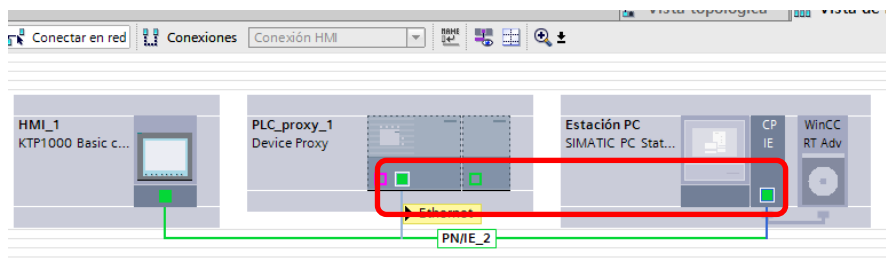 Vista topológica
Vista de
Conectar en red
Conexiones
Conexión HMI
NAME
HMI_1
KTP1000 Basic c...
PLC_proxy_1
Device Proxy
Estación PC
SIMATIC PC Stat...
CP
IE
WinCC
RT Adv
Ethernet
PN/IE_2